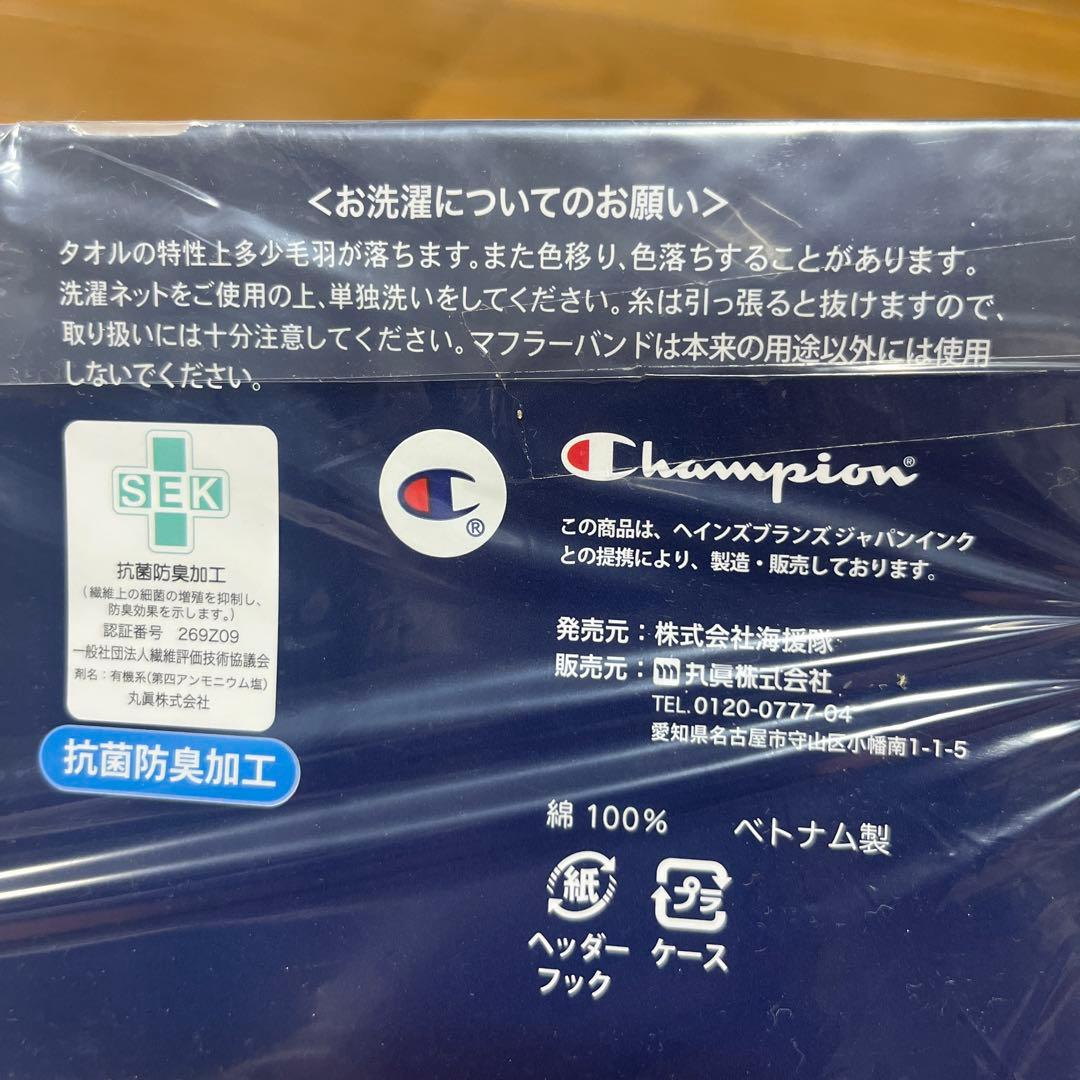 <お洗濯についてのお願い>
タオルの特性上多少毛羽が落ちます。また色移り、色落ちすることがあります。
洗濯ネットをご使用の上、単独洗いをしてください。糸は引っ張ると抜けますので、
取り扱いには十分注意してください。マフラーバンドは本来の用途以外には使用
しないでください。
SEK
抗菌防臭加工
(繊維上の細菌の増殖を抑制し、
防臭効果を示します。)
認証番号 269Z09
一般社団法人繊維評価技術協議会
剤名:有機系(第四アンモニウム塩)
丸眞株式会社
抗菌防臭加工
C®
Champion®
この商品は、ヘインズブランズ ジャパンインク
との提携により、製造・販売しております。
発売元:株式会社海援隊
販売元:丸眞株式会社
TEL.0120-0777-04
愛知県名古屋市守山区小幡南1-1-5
綿 100% ベトナム製
紙 プラ
ヘッダー ケース
フック